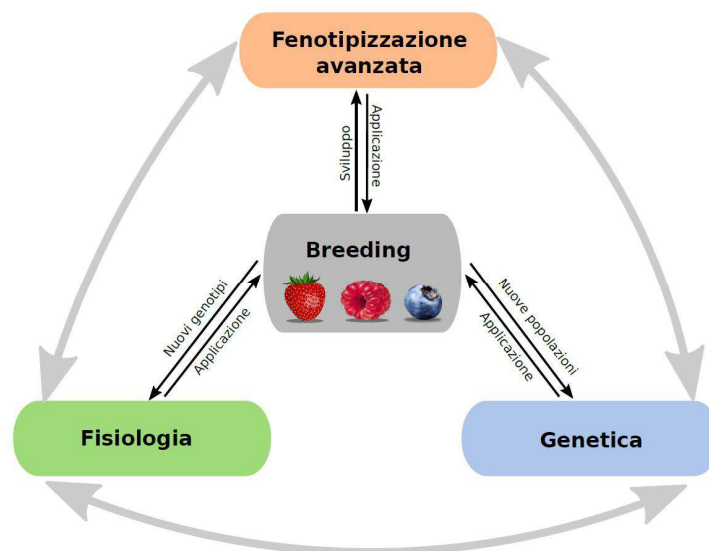 Fenotipizzazione
avanzata
Sviluppo
Applicazione
Breeding
Nuovi genotipi
Applicazione
Nuove popolazioni
Applicazione
Fisiologia
Genetica